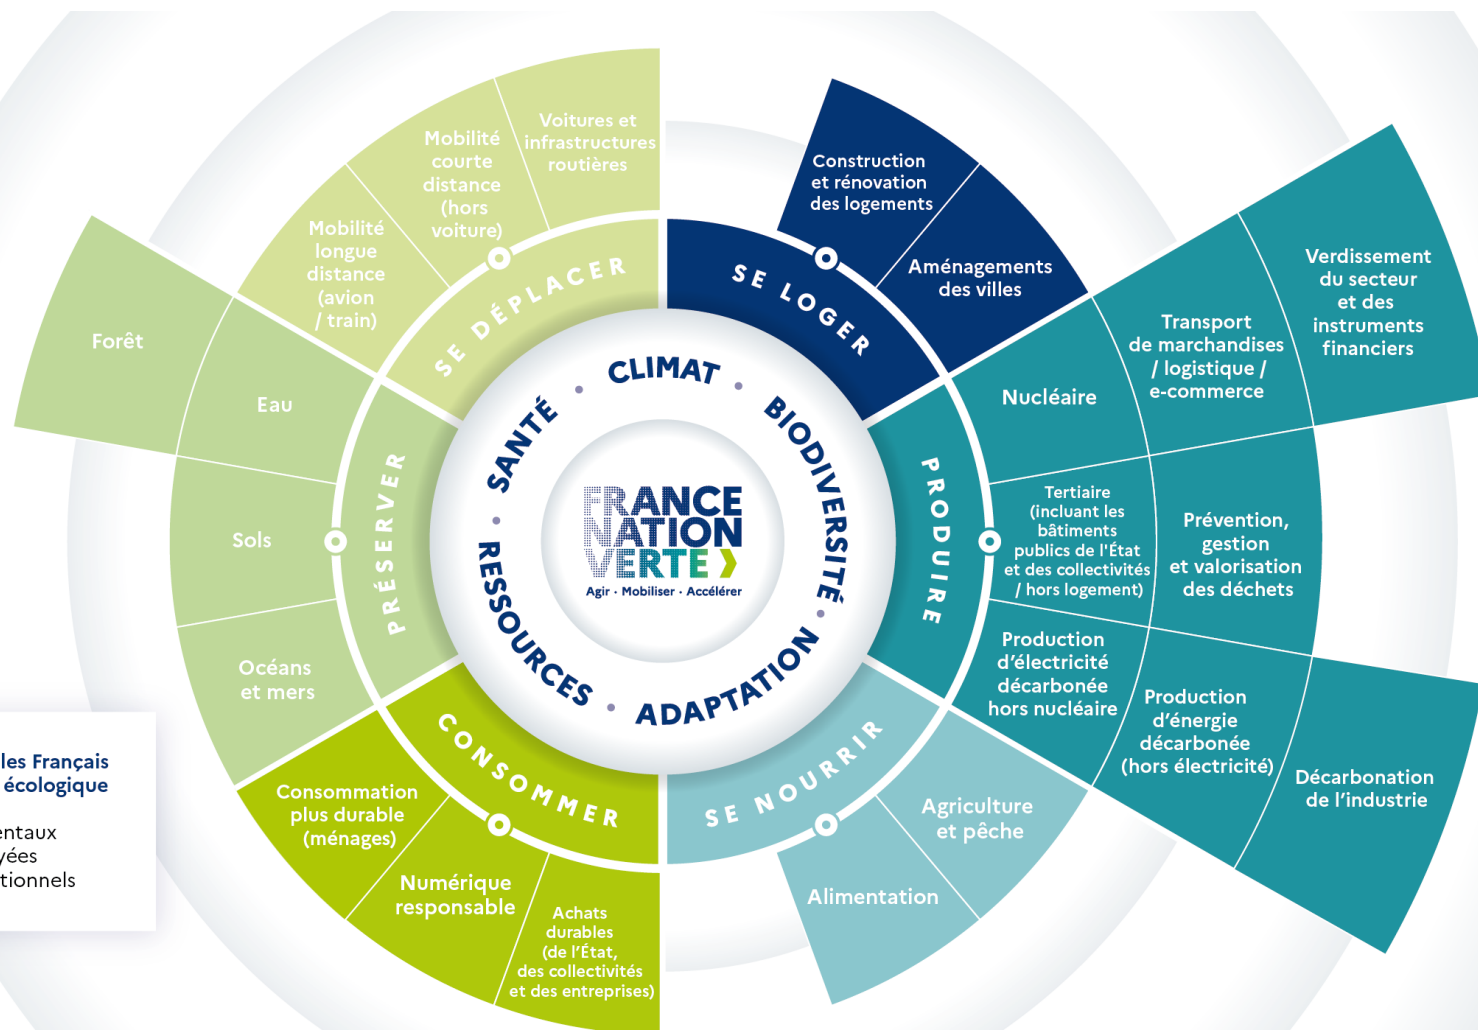 Voitures et
infrastructures
routières
Mobilité
courte
distance
(hors
voiture)
Mobilité
longue
distance
(avion
/ train)
SE DÉPLACER
Construction
et rénovation
des logements
Aménagements
des villes
SE LOGER
Verdissement
du secteur
et des
instruments
financiers
Transport
de marchandises
/ logistique /
e-commerce
Nucléaire
Tertiaire
(incluant les
bâtiments
publics de l'État
et des collectivités
/ hors logement)
Prévention,
gestion
et valorisation
des déchets
Production
d’électricité
décarbonée
hors nucléaire
Production
d’énergie
décarbonée
(hors électricité)
Décarbonation
de l’industrie
PRODUIRE
Agriculture
et pêche
Alimentation
SE NOURRIR
Achats
durables
(de l’État,
des collectivités
et des entreprises)
Numérique
responsable
Consommation
plus durable
(ménages)
CONSOMMER
Océans
et mers
Sols
Eau
Forêt
PRÉSERVER
CLIMAT • BIODIVERSITÉ • ADAPTATION • RESSOURCES • SANTÉ •
FRANCE
NATION
VERTE
Agir · Mobiliser · Accélérer
les Français
écologique
entaux
yées
tionnels